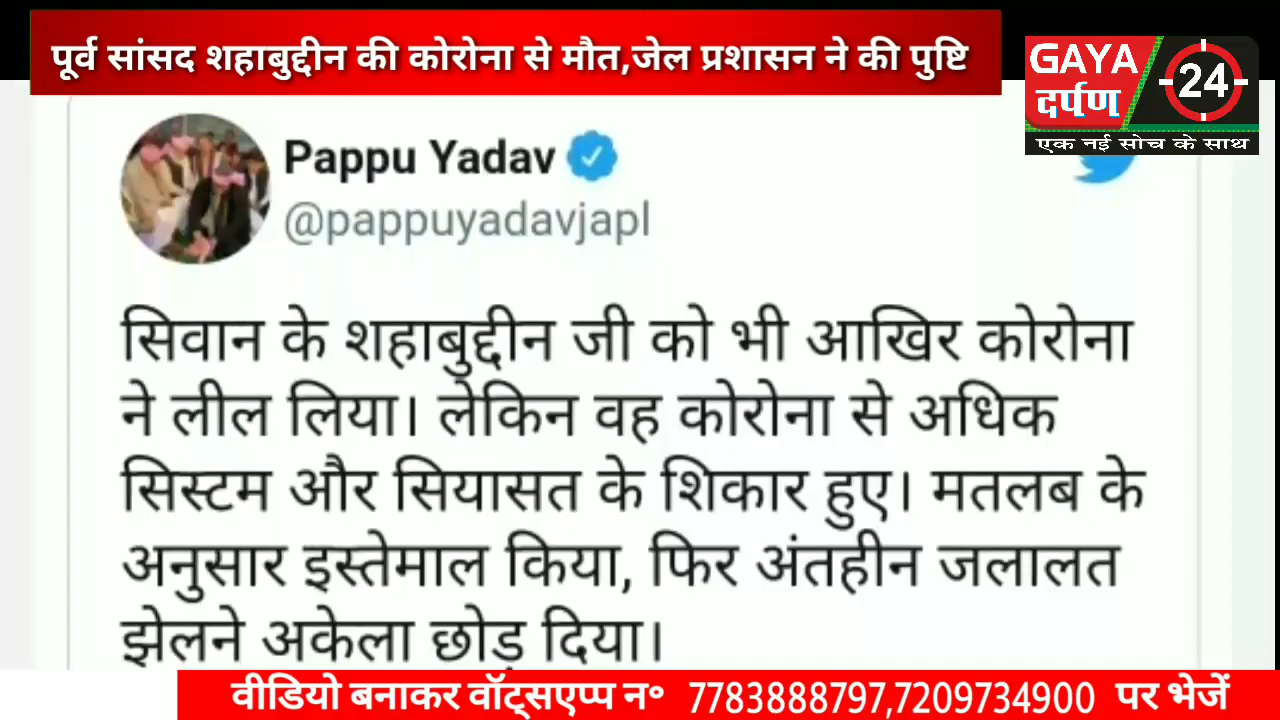 पूर्व सांसद शहाबुद्दीन की कोरोना से मौत,जेल प्रशासन ने की पुष्टि
GAYA
दर्पण
24
एक नई सोच के साथ
Pappu Yadav
@pappuyadavjapl
सिवान के शहाबुद्दीन जी को भी आखिर कोरोना
ने लील लिया। लेकिन वह कोरोना से अधिक
सिस्टम और सियासत के शिकार हुए। मतलब के
अनुसार इस्तेमाल किया, फिर अंतहीन जलालत
झेलने अकेला छोड़ दिया।
वीडियो बनाकर वॉट्सएप्प न० 7783888797,7209734900 पर भेजें